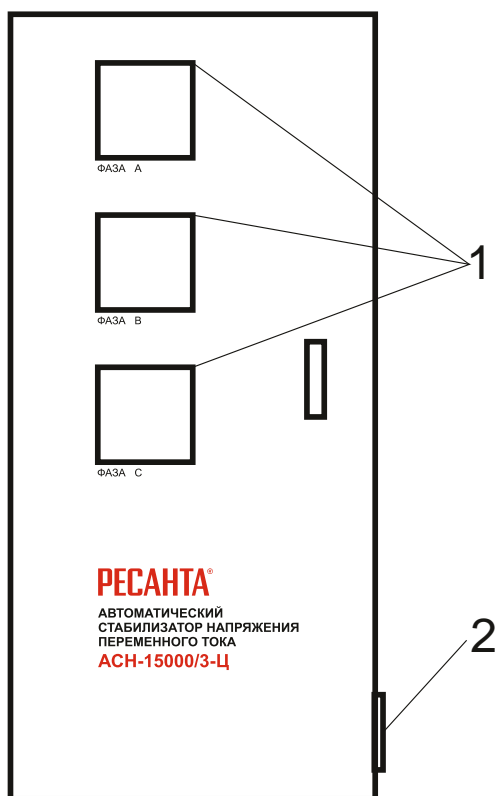 ФАЗА А
1
ФАЗА В
ФАЗА С
РЕСАНТА®
АВТОМАТИЧЕСКИЙ
СТАБИЛИЗАТОР НАПРЯЖЕНИЯ
ПЕРЕМЕННОГО ТОКА
АСН-15000/3-Ц
2